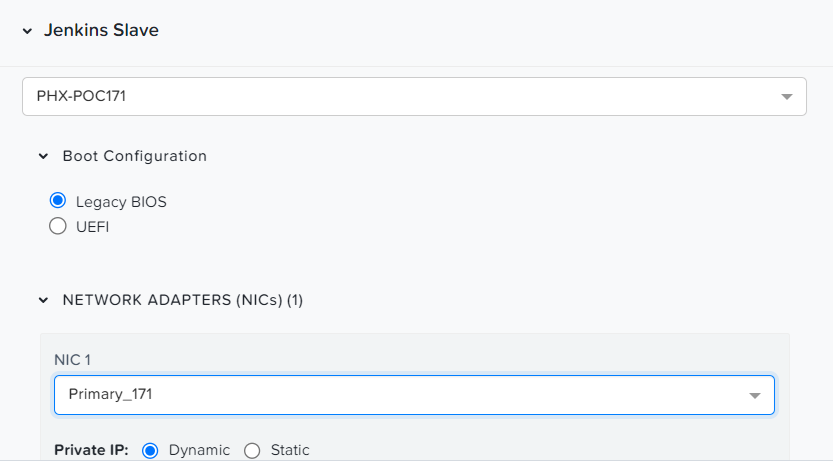 Jenkins Slave
PHX-POC171
Boot Configuration
Legacy BIOS
UEFI
NETWORK ADAPTERS (NICs) (1)
NIC 1
Primary_171
Private IP: Dynamic Static